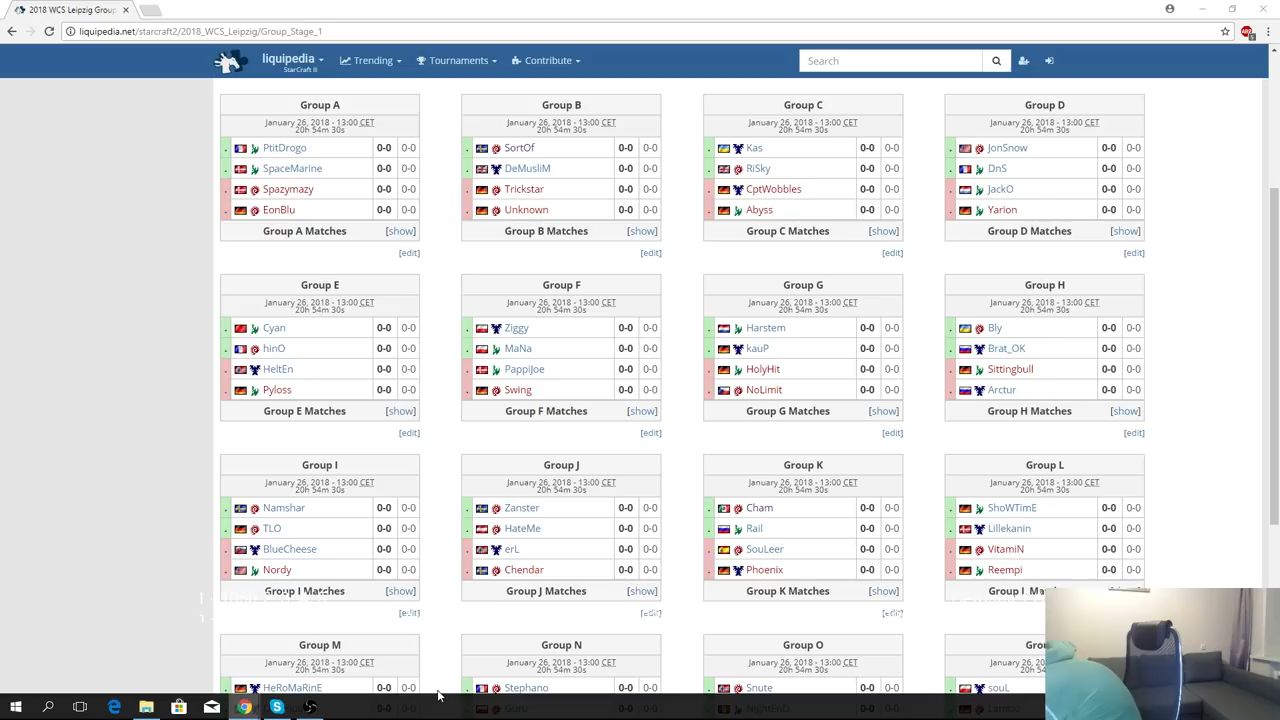 2018 WCS Leipzig Group
liquipedia.net/starcraft2/2018_WCS_Leipzig/Group_Stage_1
liquipedia
StarCraft II
Trending
Tournaments
Contribute
Search
Group A
January 26, 2018 - 13:00 CET
20h 54m 30s
PtitDrogo 0-0 0-0
SpaceMarine 0-0 0-0
Spazymazy 0-0 0-0
EonBlu 0-0 0-0
Group A Matches [show]
[edit]
Group B
January 26, 2018 - 13:00 CET
20h 54m 30s
SortOf 0-0 0-0
DeMusliM 0-0 0-0
Trickstar 0-0 0-0
Unknown 0-0 0-0
Group B Matches [show]
[edit]
Group C
January 26, 2018 - 13:00 CET
20h 54m 30s
Kas 0-0 0-0
RiSky 0-0 0-0
CptWobbles 0-0 0-0
Abyss 0-0 0-0
Group C Matches [show]
[edit]
Group D
January 26, 2018 - 13:00 CET
20h 54m 30s
JonSnow 0-0 0-0
DnS 0-0 0-0
JackO 0-0 0-0
Yarion 0-0 0-0
Group D Matches [show]
[edit]
Group E
January 26, 2018 - 13:00 CET
20h 54m 30s
Cyan 0-0 0-0
hinO 0-0 0-0
HeltEn 0-0 0-0
Pyloss 0-0 0-0
Group E Matches [show]
[edit]
Group F
January 26, 2018 - 13:00 CET
20h 54m 30s
Ziggy 0-0 0-0
MaNa 0-0 0-0
PappiJoe 0-0 0-0
Swing 0-0 0-0
Group F Matches [show]
[edit]
Group G
January 26, 2018 - 13:00 CET
20h 54m 30s
Harstem 0-0 0-0
kauP 0-0 0-0
HolyHit 0-0 0-0
NoLimit 0-0 0-0
Group G Matches [show]
[edit]
Group H
January 26, 2018 - 13:00 CET
20h 54m 30s
Bly 0-0 0-0
Brat_OK 0-0 0-0
Sittingbull 0-0 0-0
Arctur 0-0 0-0
Group H Matches [show]
[edit]
Group I
January 26, 2018 - 13:00 CET
20h 54m 30s
Namshar 0-0 0-0
TLO 0-0 0-0
BlueCheese 0-0 0-0
Nordy 0-0 0-0
Group I Matches [show]
[edit]
Group J
January 26, 2018 - 13:00 CET
20h 54m 30s
Zanster 0-0 0-0
HateMe 0-0 0-0
erL 0-0 0-0
Chendar 0-0 0-0
Group J Matches [show]
[edit]
Group K
January 26, 2018 - 13:00 CET
20h 54m 30s
Cham 0-0 0-0
Rail 0-0 0-0
SouLeer 0-0 0-0
Phoenix 0-0 0-0
Group K Matches [show]
[edit]
Group L
January 26, 2018 - 13:00 CET
20h 54m 30s
ShoWTimE 0-0 0-0
Lillekanin 0-0 0-0
VitamiN 0-0 0-0
Reempi 0-0 0-0
Group M
January 26, 2018 - 13:00 CET
20h 54m 30s
HeRoMaRinE 0-0 0-0
Group N
January 26, 2018 - 13:00 CET
20h 54m 30s
Stephano 0-0 0-0
Guru
Group O
January 26, 2018 - 13:00 CET
20h 54m 30s
Snute 0-0 0-0
souL